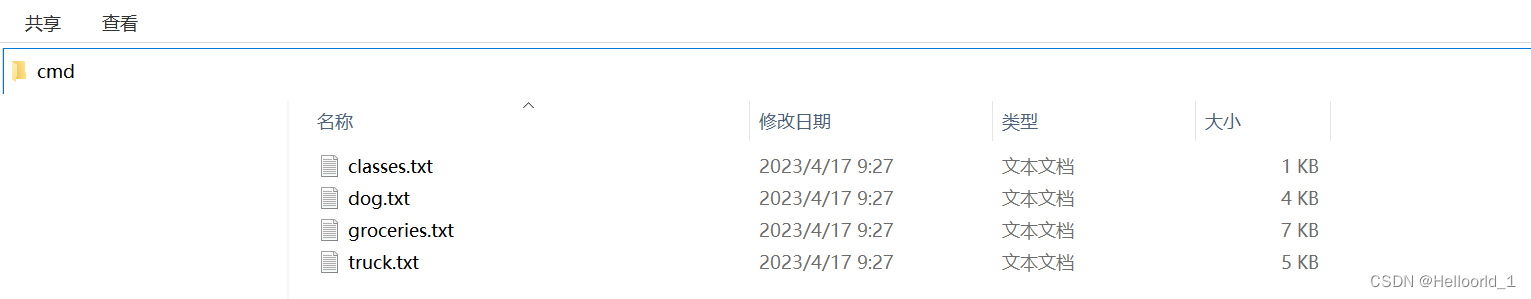 共享 查看
cmd
名称 修改日期 类型 大小
classes.txt 2023/4/17 9:27 文本文档 1 KB
dog.txt 2023/4/17 9:27 文本文档 4 KB
groceries.txt 2023/4/17 9:27 文本文档 7 KB
truck.txt 2023/4/17 9:27 文本文档 5 KB
CSDN @Helloorld_1